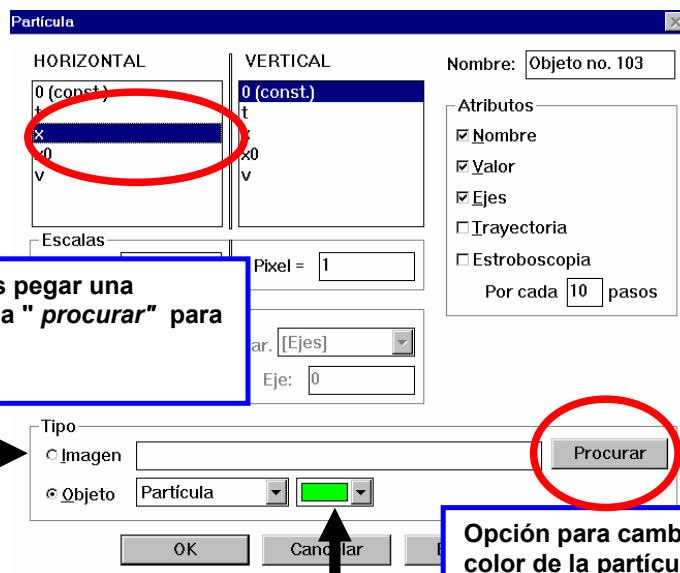 Partícula
HORIZONTAL
0 (const.)
t
x
x0
v
VERTICAL
0 (const.)
t
x0
v
Nombre: Objeto no. 103
Atributos
Nombre
Valor
Ejes
Trayectoria
Estroboscopia
Por cada 10 pasos
Escalas
Pixel = 1
s pegar una
a " procurar" para
ar. [Ejes]
Eje: 0
Tipo
Imagen
Procurar
Objeto Partícula
OK
Cancelar
Opción para camb
color de la partícu